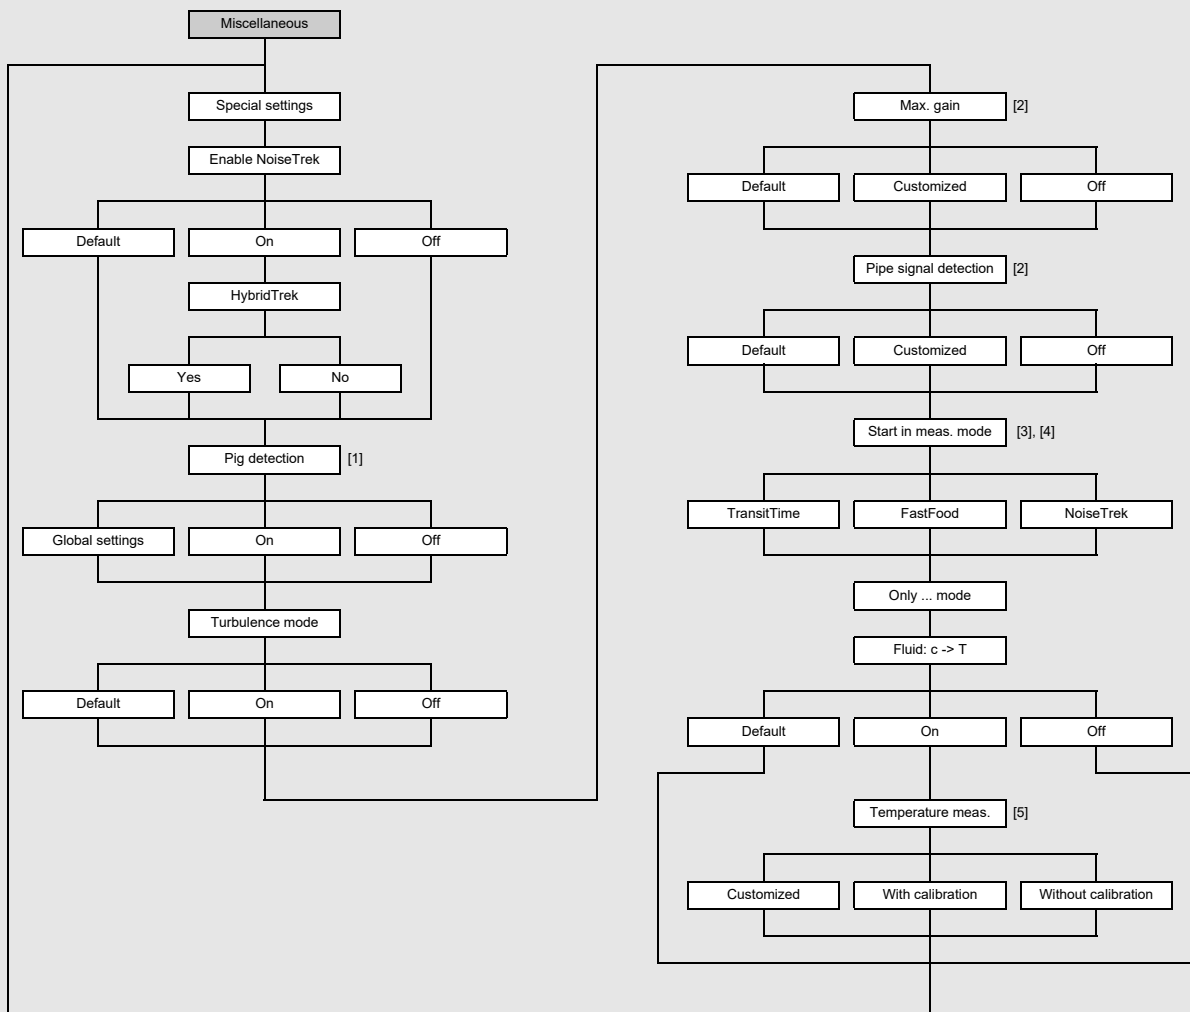 Miscellaneous
Special settings
Enable NoiseTrek
Default
On
Off
HybridTrek
Yes
No
Pig detection [1]
Global settings
On
Off
Turbulence mode
Default
On
Off
Max. gain [2]
Default
Customized
Off
Pipe signal detection [2]
Default
Customized
Off
Start in meas. mode [3], [4]
TransitTime
FastFood
NoiseTrek
Only ... mode
Fluid: c -> T
Default
On
Off
Temperature meas. [5]
Customized
With calibration
Without calibration